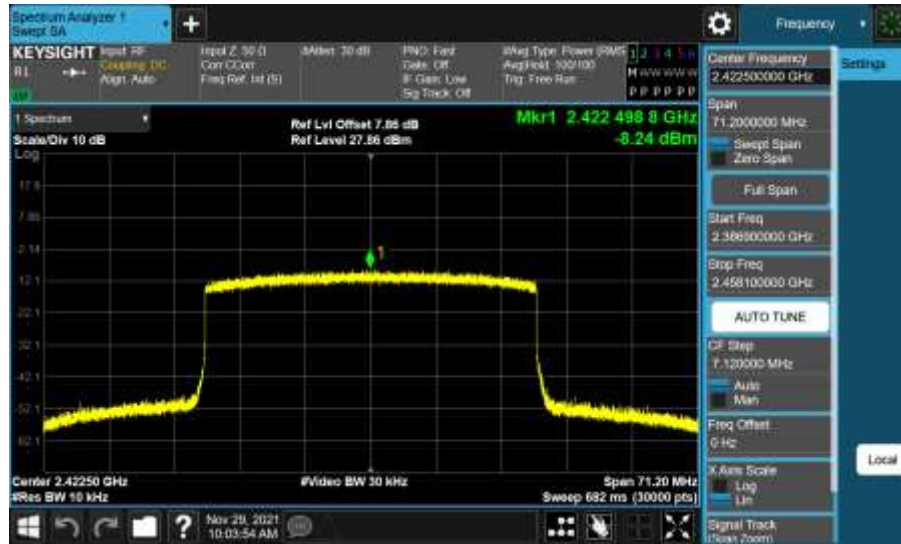 Spectrum Analyzer 1
Swept SA
Frequency
KEYSIGHT
Input: RF
Coupling: DC
Align: Auto
Input Z: 50 Ω
Corr CCorr
Freq Ref: Int (S)
#Atten: 30 dB
PNO: Fast
Gate: Off
IF Gain: Low
Sig Track: Off
#Avg Type: Power (RMS
Avg|Hold: 100/100
Trig: Free Run
1 2 3 4 5 6
M W W W W W
P P P P P P
1 Spectrum
Scale/Div 10 dB
Log
Ref Lvl Offset 7.86 dB
Ref Level 27.86 dBm
Mkr1 2.422 498 8 GHz
-8.24 dBm
17.9
7.86
-2.14
-12.1
-22.1
-32.1
-42.1
-52.1
-62.1
1
Center 2.42250 GHz
#Res BW 10 kHz
#Video BW 30 kHz
Span 71.20 MHz
Sweep 682 ms (30000 pts)
Nov 29, 2021
10:03:54 AM
Center Frequency
2.422500000 GHz
Settings
Span
71.2000000 MHz
Swept Span
Zero Span
Full Span
Start Freq
2.386900000 GHz
Stop Freq
2.458100000 GHz
AUTO TUNE
CF Step
7.120000 MHz
Auto
Man
Freq Offset
0 Hz
X Axis Scale
Log
Lin
Local
Signal Track
(Span Zoom)